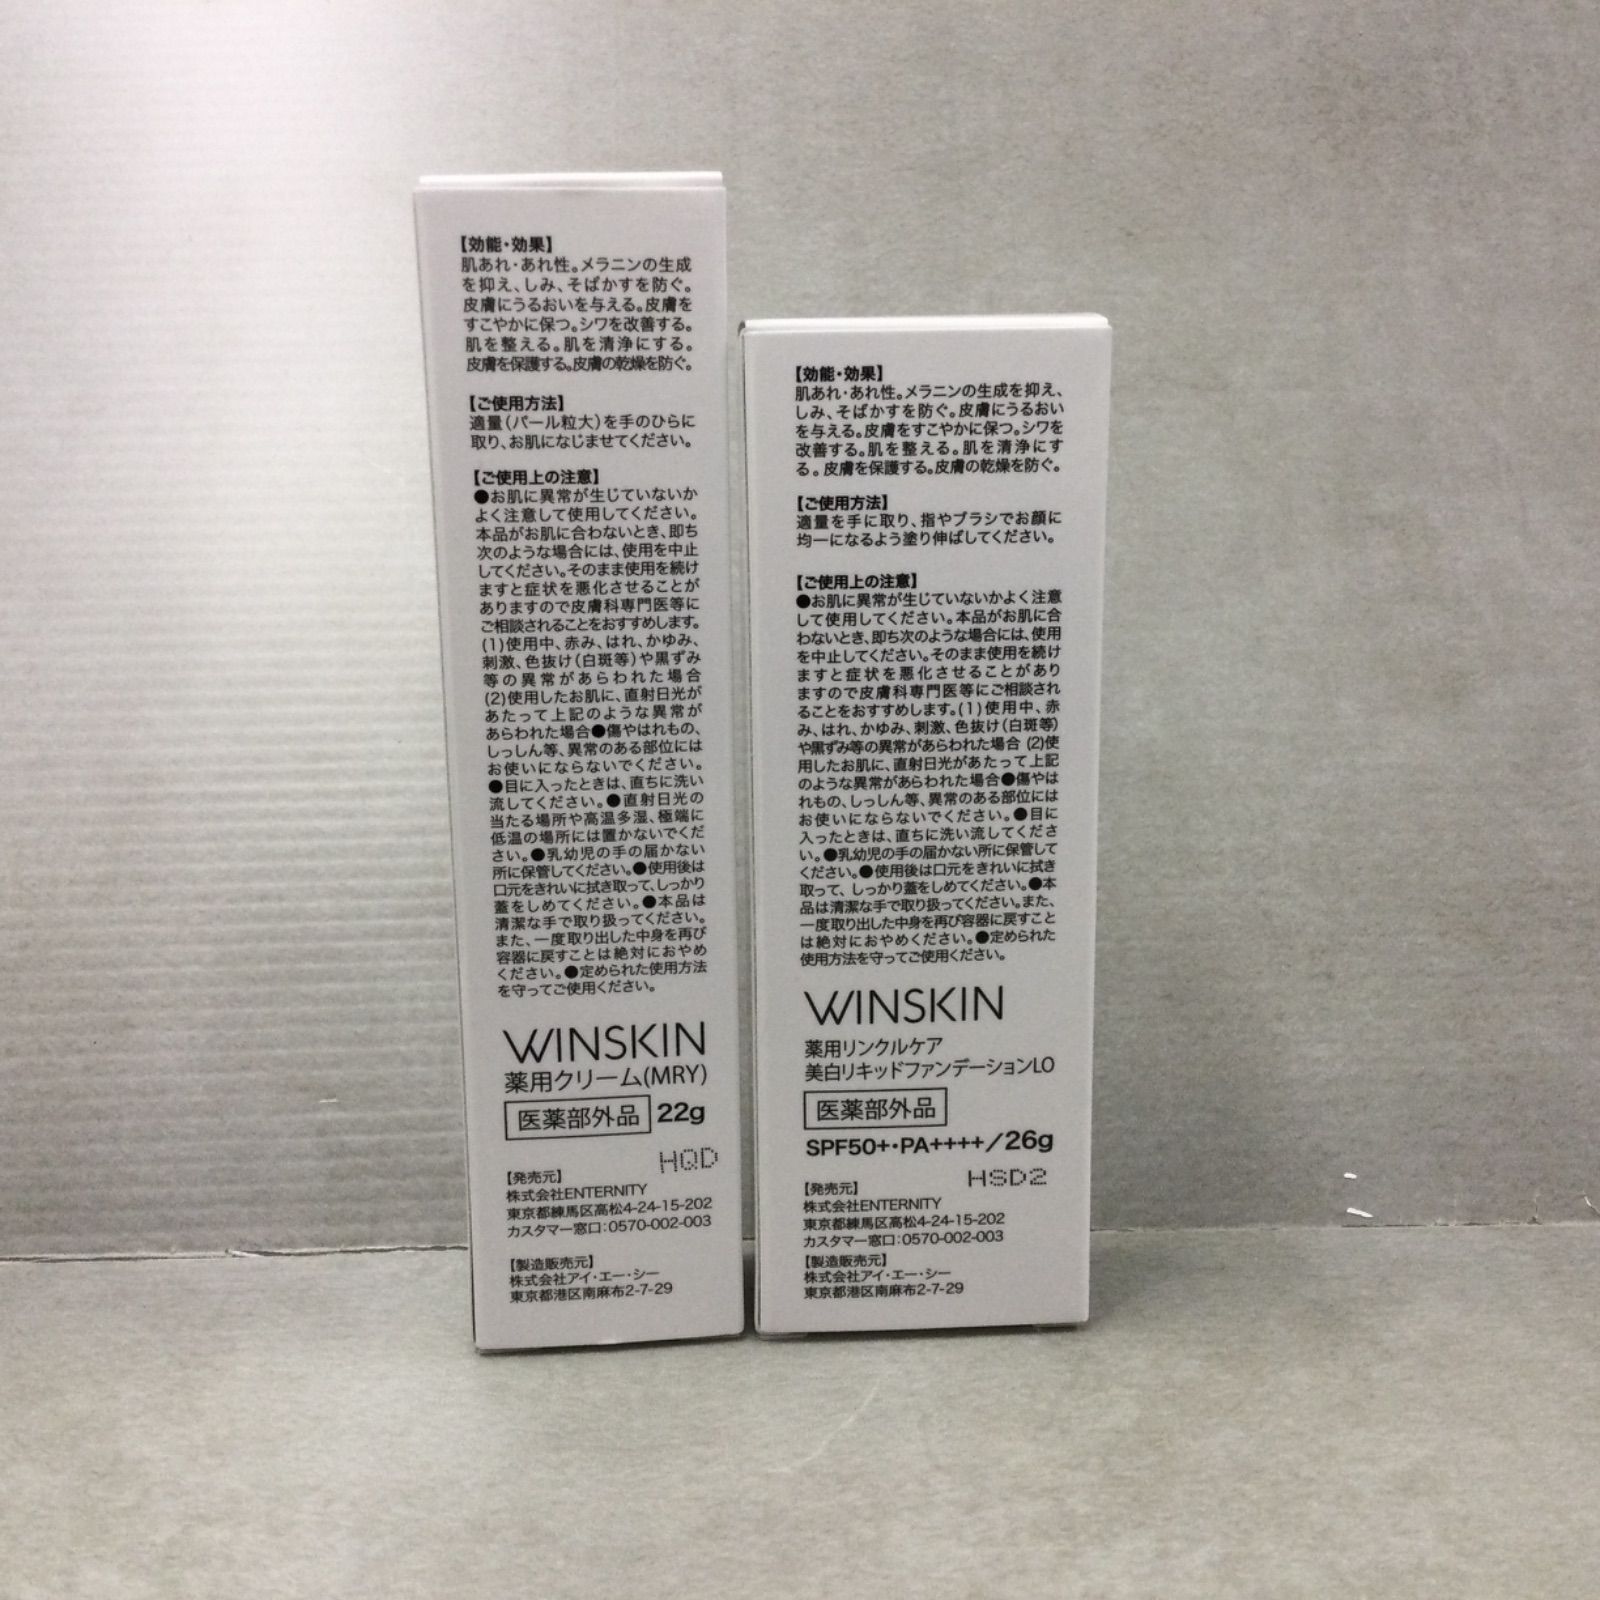 【効能・効果】
肌あれ・あれ性。メラニンの生成
を抑え、しみ、そばかすを防ぐ。
皮膚にうるおいを与える。皮膚を
すこやかに保つ。シワを改善する。
肌を整える。肌を清浄にする。
皮膚を保護する。皮膚の乾燥を防ぐ。
【ご使用方法】
適量(パール粒大)を手のひらに
取り、お肌になじませてください。
【ご使用上の注意】
●お肌に異常が生じていないか
よく注意して使用してください。
本品がお肌に合わないとき、即ち
次のような場合には、使用を中止
してください。そのまま使用を続け
ますと症状を悪化させることが
ありますので皮膚科専門医等に
ご相談されることをおすすめします。
(1)使用中、赤み、はれ、かゆみ、
刺激、色抜け(白斑等)や黒ずみ
等の異常があらわれた場合
(2)使用したお肌に、直射日光が
あたって上記のような異常が
あらわれた場合●傷やはれもの、
しっしん等、異常のある部位には
お使いにならないでください。
●目に入ったときは、直ちに洗い
流してください。●直射日光の
当たる場所や高温多湿、極端に
低温の場所には置かないでくだ
さい。●乳幼児の手の届かない
所に保管してください。●使用後は
口元をきれいに拭き取って、しっかり
蓋をしめてください。●本品は
清潔な手で取り扱ってください。
また、一度取り出した中身を再び
容器に戻すことは絶対におやめ
ください。●定められた使用方法
を守ってご使用ください。
WINSKIN
薬用クリーム(MRY)
医薬部外品 22g
HQD
【発売元】
株式会社ENTERNITY
東京都練馬区高松4-24-15-202
カスタマー窓口:0570-002-003
【製造販売元】
株式会社アイ・エー・シー
東京都港区南麻布2-7-29
【効能・効果】
肌あれ・あれ性。メラニンの生成を抑え、
しみ、そばかすを防ぐ。皮膚にうるおい
を与える。皮膚をすこやかに保つ。シワを
改善する。肌を整える。肌を清浄にす
る。皮膚を保護する。皮膚の乾燥を防ぐ。
【ご使用方法】
適量を手に取り、指やブラシでお顔に
均一になるよう塗り伸ばしてください。
【ご使用上の注意】
●お肌に異常が生じていないかよく注意
して使用してください。本品がお肌に合
わないとき、即ち次のような場合には、使用
を中止してください。そのまま使用を続け
ますと症状を悪化させることがあり
ますので皮膚科専門医等にご相談され
ることをおすすめします。(1)使用中、赤
み、はれ、かゆみ、刺激、色抜け(白斑等)
や黒ずみ等の異常があらわれた場合 (2)使
用したお肌に、直射日光があたって上記
のような異常があらわれた場合●傷やは
れもの、しっしん等、異常のある部位には
お使いにならないでください。●目に
入ったときは、直ちに洗い流してくださ
い。●乳幼児の手の届かない所に保管して
ください。●使用後は口元をきれいに拭き
取って、しっかり蓋をしめてください。●本
品は清潔な手で取り扱ってください。また、
一度取り出した中身を再び容器に戻すこと
は絶対におやめください。●定められた
使用方法を守ってご使用ください。
WINSKIN
薬用リンクルケア
美白リキッドファンデーションLO
医薬部外品
SPF50+・PA++++/26g
HSD2
【発売元】
株式会社ENTERNITY
東京都練馬区高松4-24-15-202
カスタマー窓口:0570-002-003
【製造販売元】
株式会社アイ・エー・シー
東京都港区南麻布2-7-29